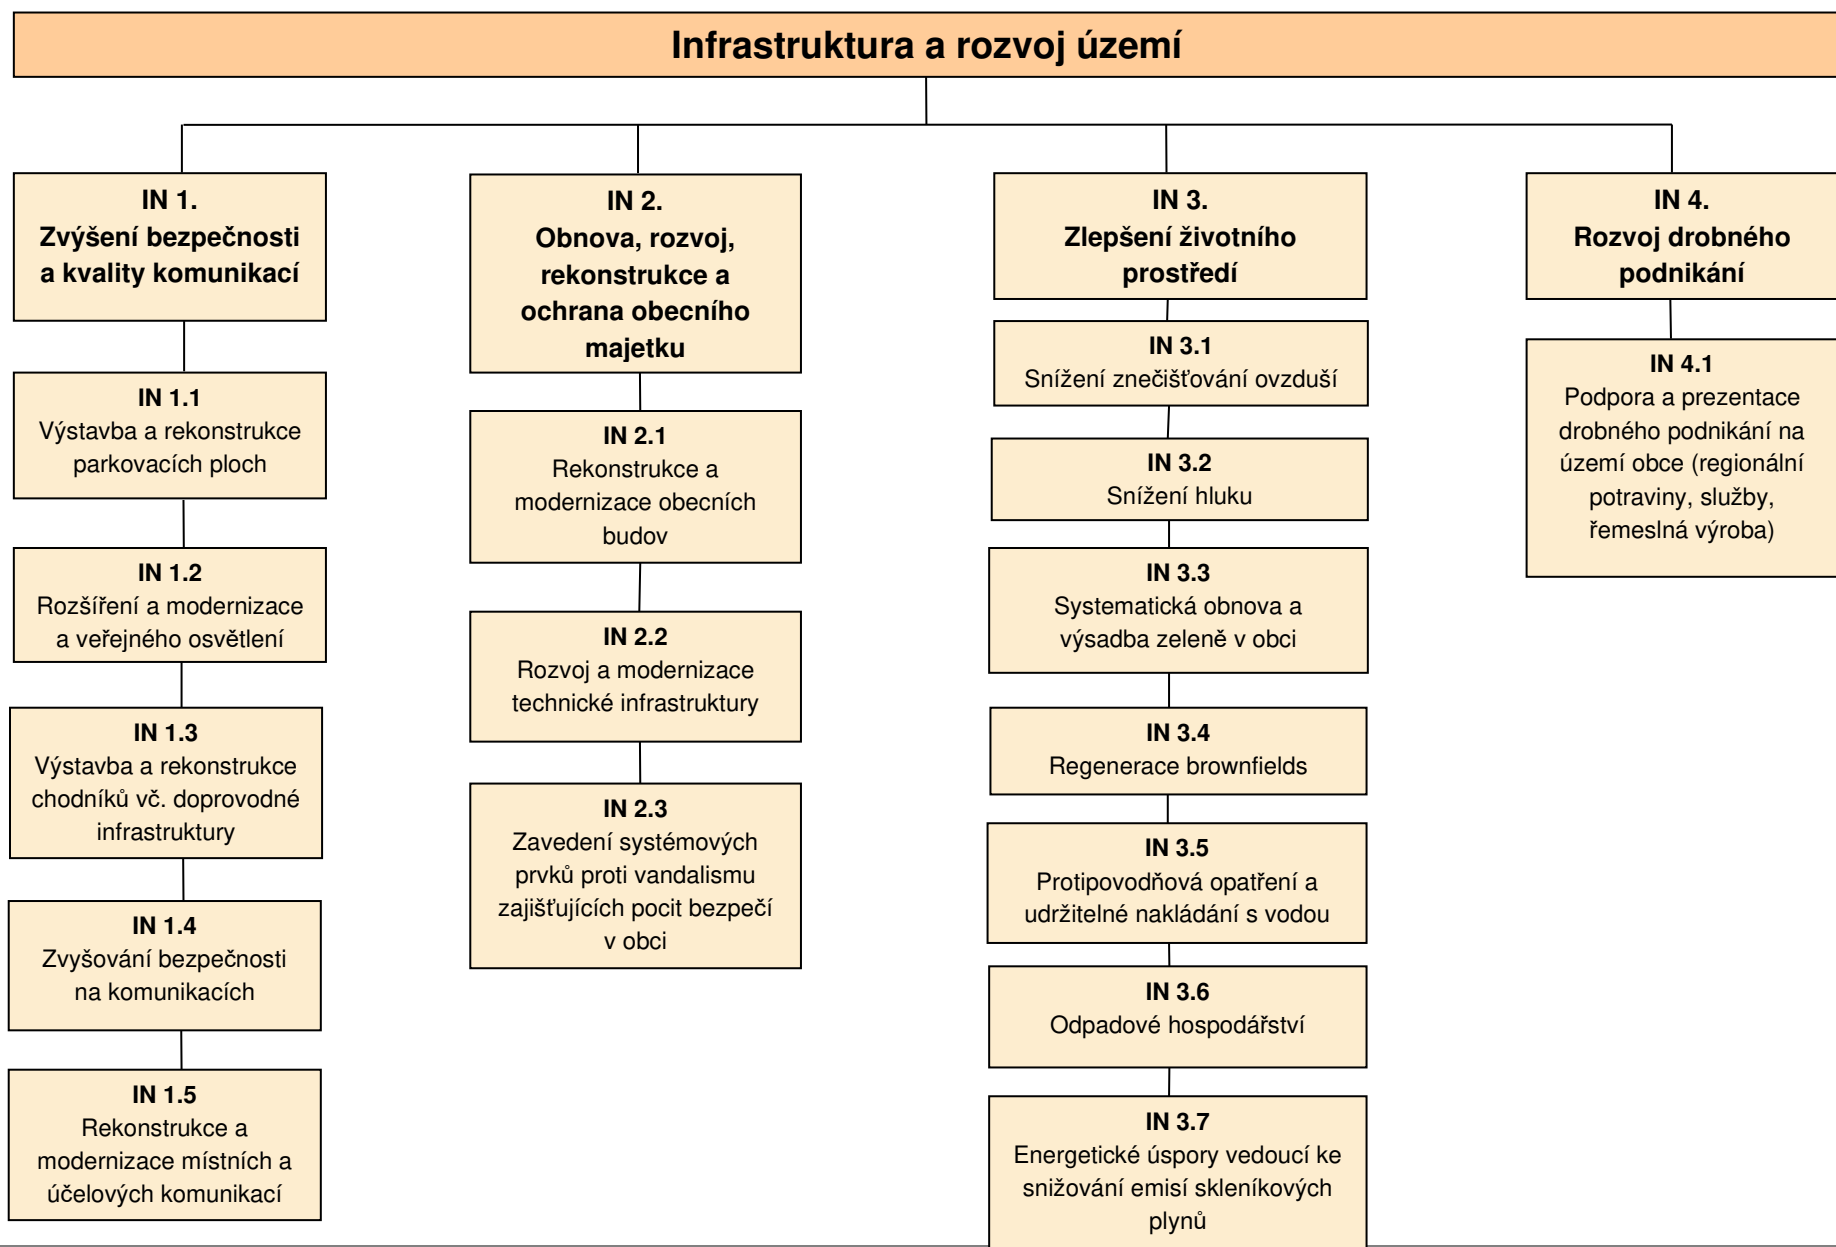 Infrastruktura a rozvoj území
IN 1.
Zvýšení bezpečnosti
a kvality komunikací
IN 1.1
Výstavba a rekonstrukce
parkovacích ploch
IN 1.2
Rozšíření a modernizace
a veřejného osvětlení
IN 1.3
Výstavba a rekonstrukce
chodníků vč. doprovodné
infrastruktury
IN 1.4
Zvyšování bezpečnosti
na komunikacích
IN 1.5
Rekonstrukce a
modernizace místních a
účelových komunikací
IN 2.
Obnova, rozvoj,
rekonstrukce a
ochrana obecního
majetku
IN 2.1
Rekonstrukce a
modernizace obecních
budov
IN 2.2
Rozvoj a modernizace
technické infrastruktury
IN 2.3
Zavedení systémových
prvků proti vandalismu
zajišťujících pocit bezpečí
v obci
IN 3.
Zlepšení životního
prostředí
IN 3.1
Snížení znečišťování ovzduší
IN 3.2
Snížení hluku
IN 3.3
Systematická obnova a
výsadba zeleně v obci
IN 3.4
Regenerace brownfields
IN 3.5
Protipovodňová opatření a
udržitelné nakládání s vodou
IN 3.6
Odpadové hospodářství
IN 3.7
Energetické úspory vedoucí ke
snižování emisí skleníkových
plynů
IN 4.
Rozvoj drobného
podnikání
IN 4.1
Podpora a prezentace
drobného podnikání na
území obce (regionální
potraviny, služby,
řemeslná výroba)